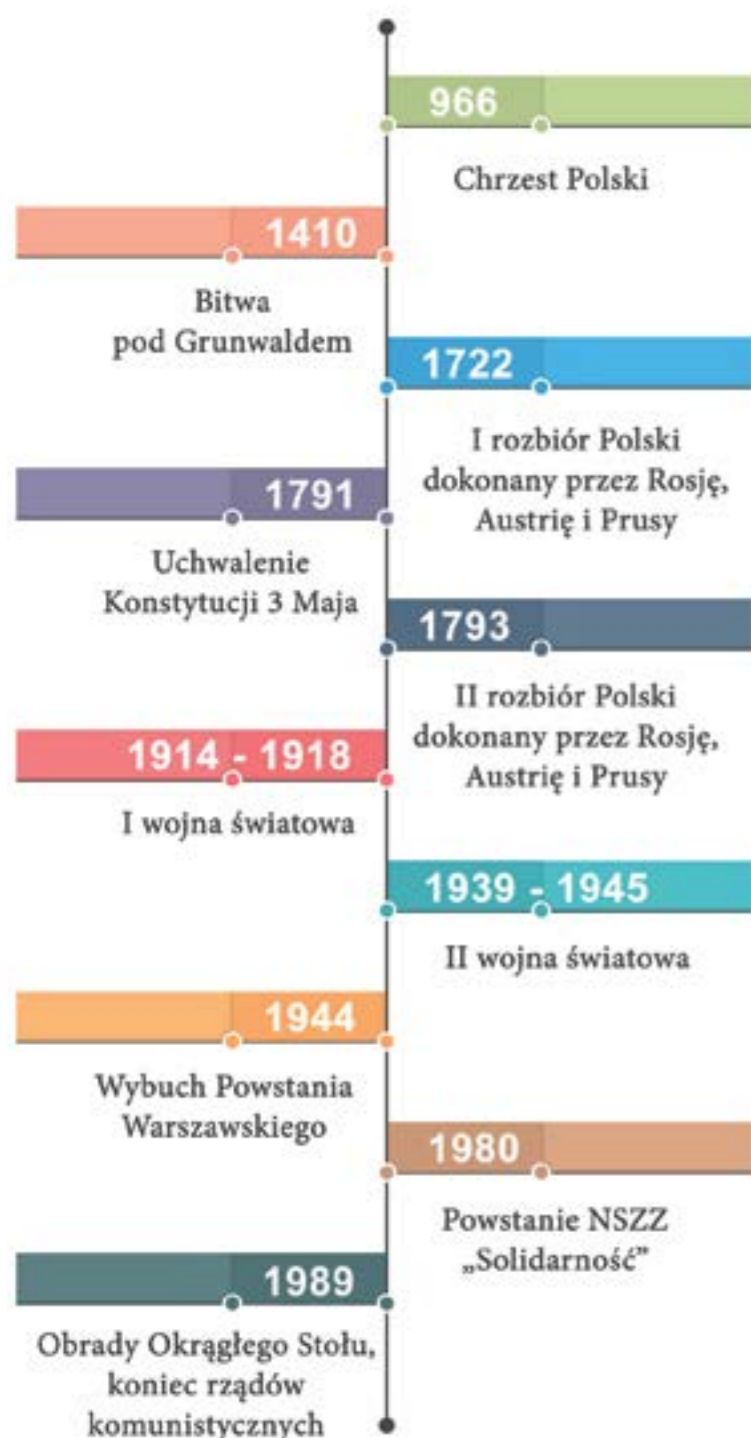 966
Chrzest Polski
1410
Bitwa
pod Grunwaldem
1722
I rozbiór Polski
dokonany przez Rosję,
Austrię i Prusy
1791
Uchwalenie
Konstytucji 3 Maja
1793
II rozbiór Polski
dokonany przez Rosję,
Austrię i Prusy
1914 - 1918
I wojna światowa
1939 - 1945
II wojna światowa
1944
Wybuch Powstania
Warszawskiego
1980
Powstanie NSZZ
„Solidarność”
1989
Obrady Okrągłego Stołu,
koniec rządów
komunistycznych